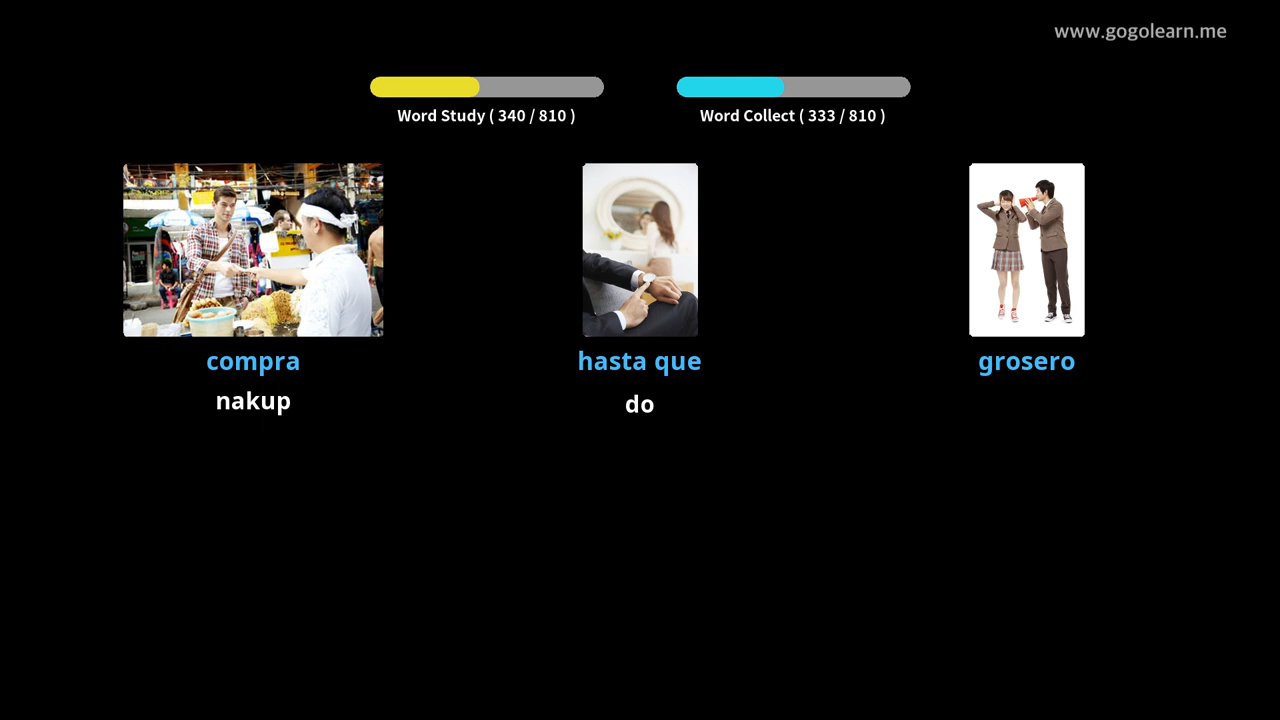 www.gogolearn.me
Word Study ( 340 / 810 )
Word Collect ( 333 / 810 )
compra
hasta que
grosero
nakup
do